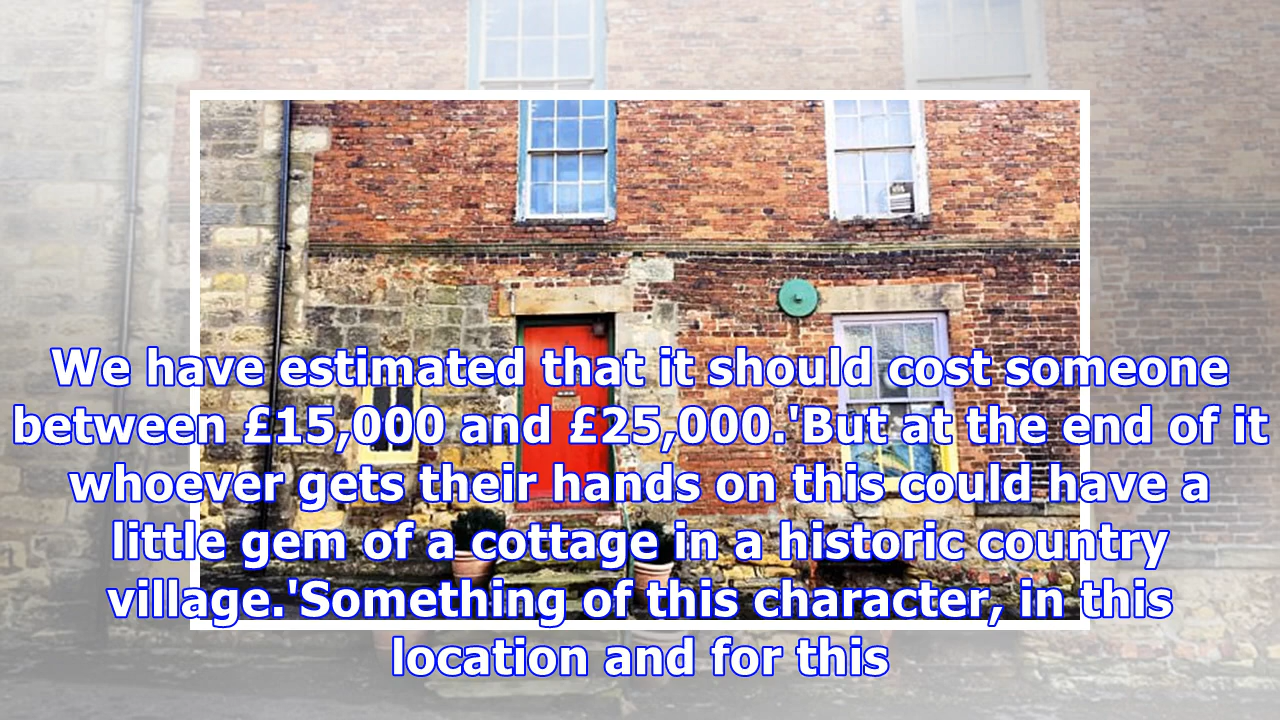 We have estimated that it should cost someone
between £15,000 and £25,000.'But at the end of it
whoever gets their hands on this could have a
little gem of a cottage in a historic country
village.'Something of this character, in this
location and for this